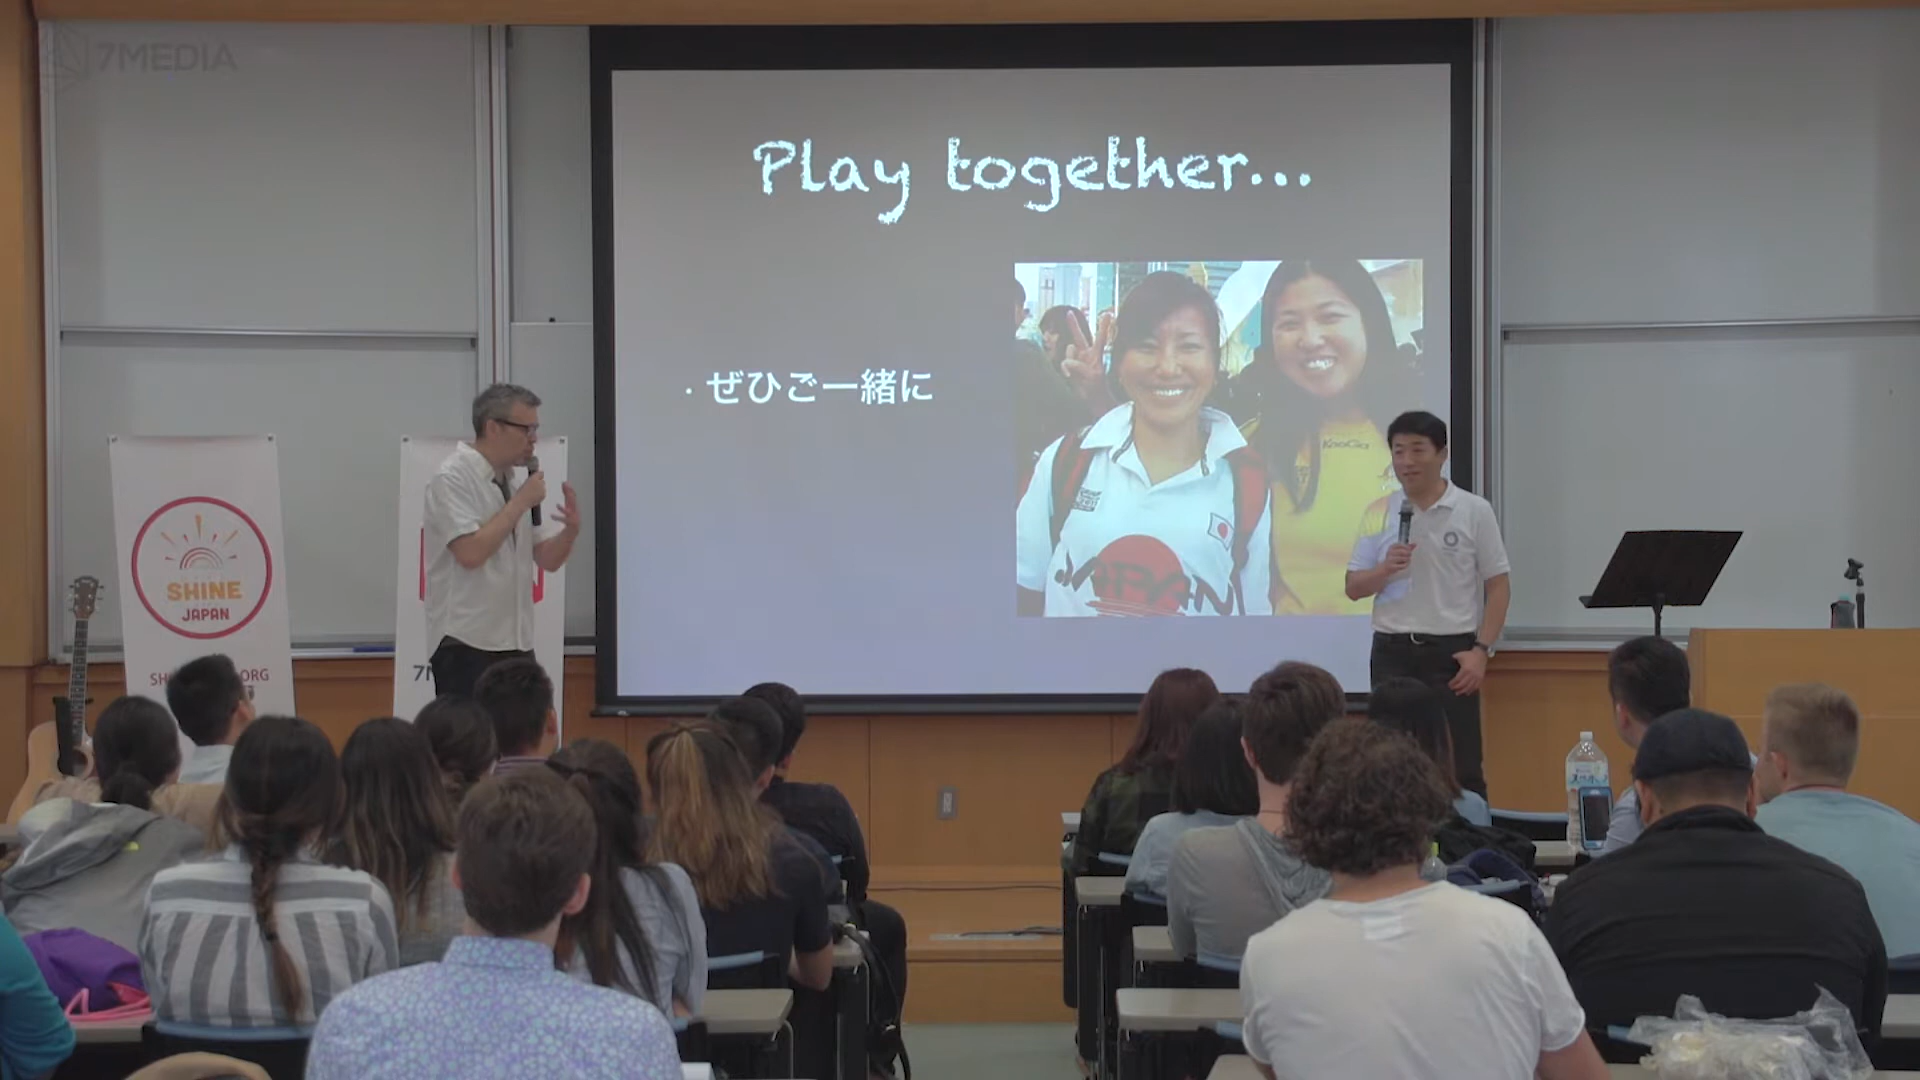 7MEDIA
Play together...
・ぜひご一緒に
KooGa
JAPAN
SHINE
JAPAN